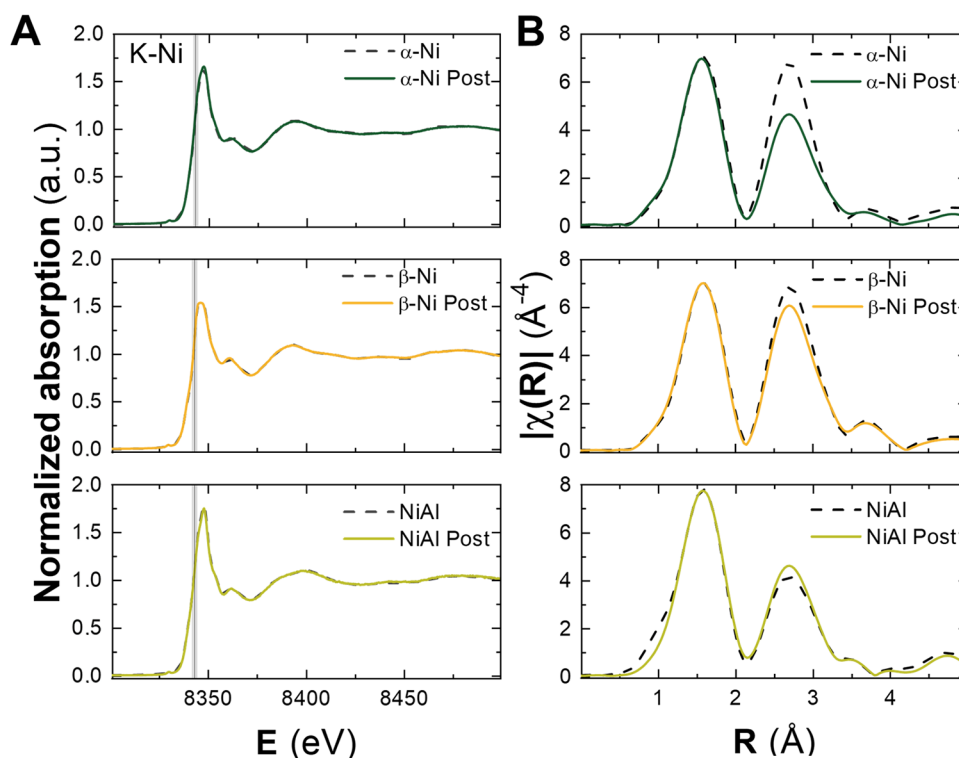 A
B
K-Ni
α-Ni
α-Ni Post
2.0
1.5
1.0
0.5
0.0
α-Ni
α-Ni Post
8
6
4
2
0
β-Ni
β-Ni Post
2.0
1.5
1.0
0.5
0.0
β-Ni
β-Ni Post
8
6
4
2
0
NiAl
NiAl Post
2.0
1.5
1.0
0.5
0.0
NiAl
NiAl Post
8
6
4
2
0
Normalized absorption (a.u.)
|χ(R)| (Å⁻⁴)
8350 8400 8450
1 2 3 4
E (eV)
R (Å)